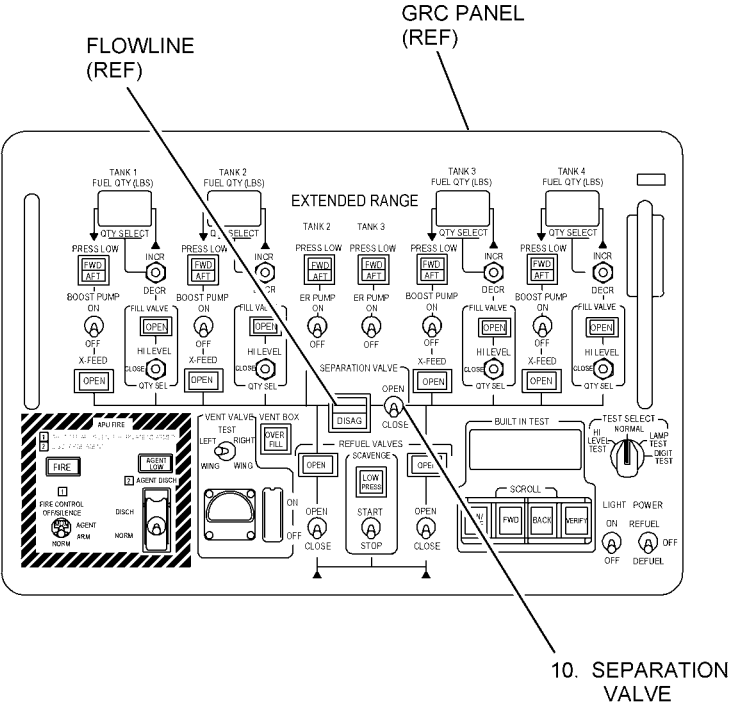 GRC PANEL
(REF)
FLOWLINE
(REF)
TANK 1
FUEL QTY (LBS)
TANK 2
FUEL QTY (LBS)
TANK 3
FUEL QTY (LBS)
TANK 4
FUEL QTY (LBS)
EXTENDED RANGE
TANK 2
TANK 3
QTY SELECT
QTY SELECT
QTY SELECT
QTY SELECT
PRESS LOW
PRESS LOW
PRESS LOW
PRESS LOW
PRESS LOW
PRESS LOW
INCR
INCR
INCR
INCR
FWD
AFT
FWD
AFT
FWD
AFT
FWD
AFT
FWD
AFT
FWD
AFT
DECR
DECR
DECR
BOOST PUMP
ON
BOOST PUMP
ON
ER PUMP
ON
ER PUMP
ON
BOOST PUMP
ON
BOOST PUMP
ON
FILL VALVE
FILL VALVE
FILL VALVE
FILL VALVE
OPEN
OPEN
OPEN
OPEN
OFF
OFF
OFF
OFF
OFF
OFF
X-FEED
X-FEED
X-FEED
X-FEED
HI LEVEL
HI LEVEL
HI LEVEL
HI LEVEL
SEPARATION VALVE
CLOSE
CLOSE
CLOSE
CLOSE
OPEN
OPEN
OPEN
OPEN
QTY SEL
QTY SEL
QTY SEL
QTY SEL
OPEN
DISAG
CLOSE
APU FIRE
1
2
FIRE
AGENT
LOW
1
2 AGENT DISCH
FIRE CONTROL
OFF/SILENCE
AGENT
ARM
NORM
DISCH
NORM
VENT VALVE
TEST
LEFT
RIGHT
WING
WING
VENT BOX
OVER
FILL
ON
OFF
REFUEL VALVES
SCAVENGE
OPEN
LOW
PRESS
OPEN
START
OPEN
CLOSE
STOP
CLOSE
BUILT IN TEST
SCROLL
FWD
BACK
VERIFY
TEST SELECT
NORMAL
HI
LEVEL
TEST
LAMP
TEST
DIGIT
TEST
LIGHT
ON
OFF
POWER
REFUEL
OFF
DEFUEL
10. SEPARATION
VALVE